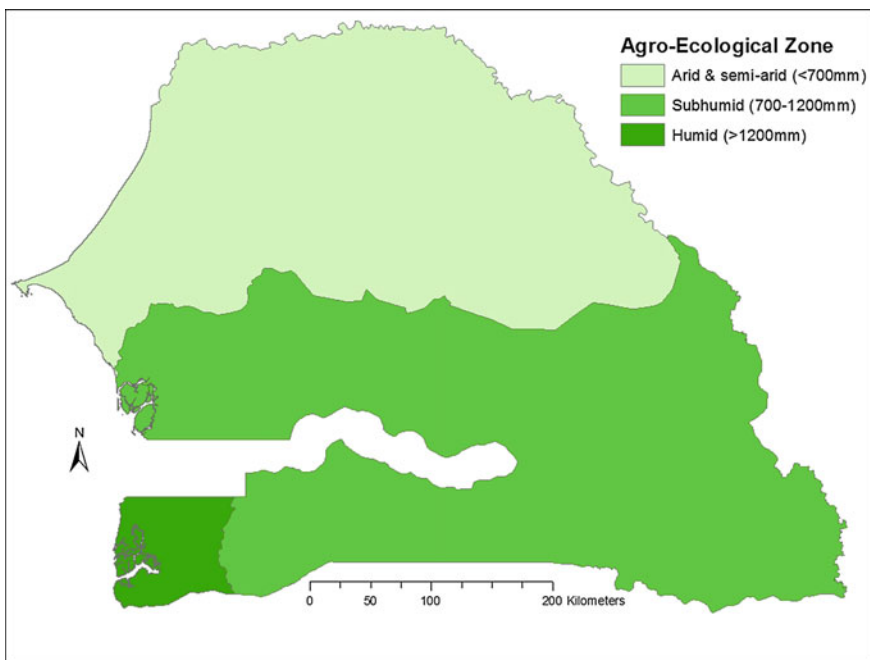 Agro-Ecological Zone
Arid & semi-arid (<700mm)
Subhumid (700-1200mm)
Humid (>1200mm)
N
0 50 100 200 Kilometers